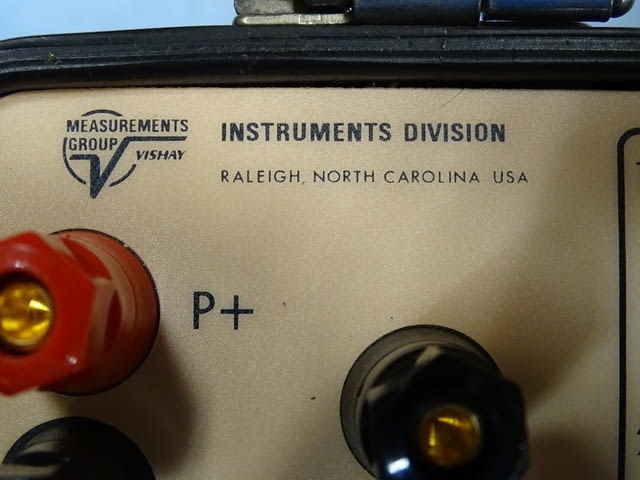 MEASUREMENTS
GROUP
VISHAY
INSTRUMENTS DIVISION
RALEIGH, NORTH CAROLINA USA
P+